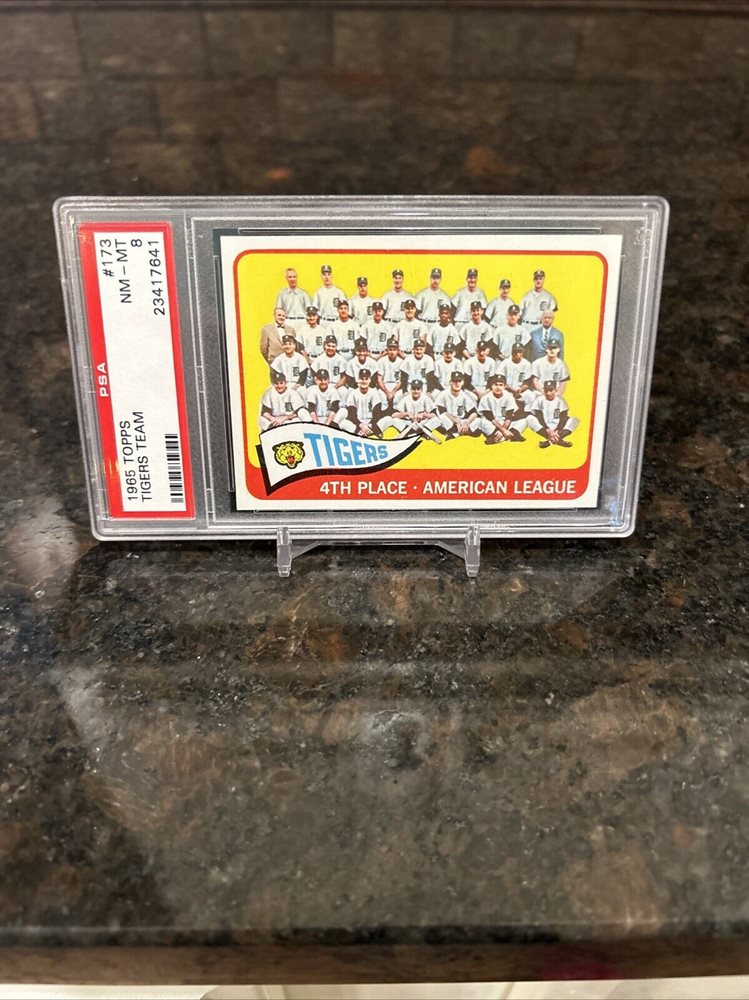 1965 TOPPS
TIGERS TEAM
#173
NM - MT
8
23417641
PSA
TIGERS
4TH PLACE · AMERICAN LEAGUE